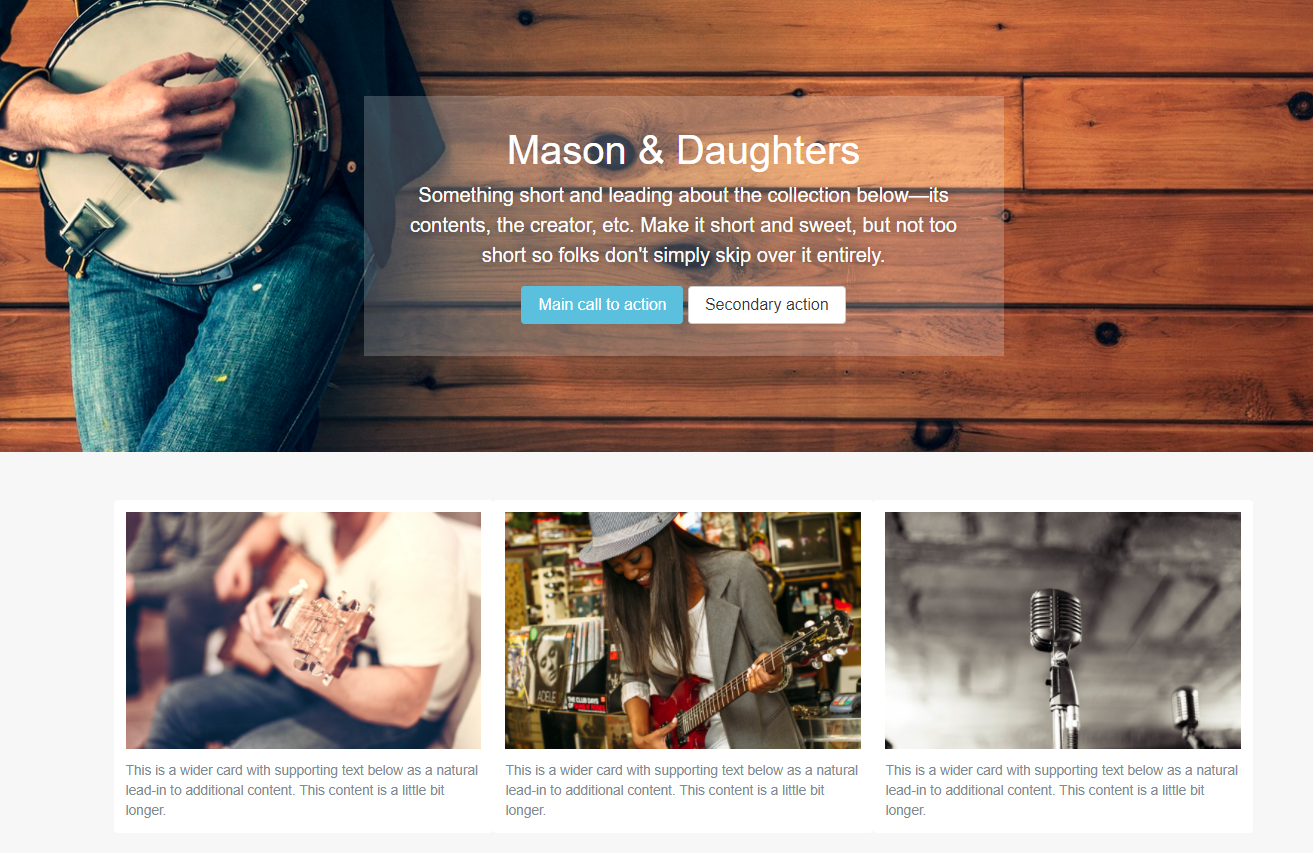 Mason & Daughters
Something short and leading about the collection below—its
contents, the creator, etc. Make it short and sweet, but not too
short so folks don't simply skip over it entirely.
Main call to action
Secondary action
ADELE
This is a wider card with supporting text below as a natural
lead-in to additional content. This content is a little bit
longer.
This is a wider card with supporting text below as a natural
lead-in to additional content. This content is a little bit
longer.
This is a wider card with supporting text below as a natural
lead-in to additional content. This content is a little bit
longer.